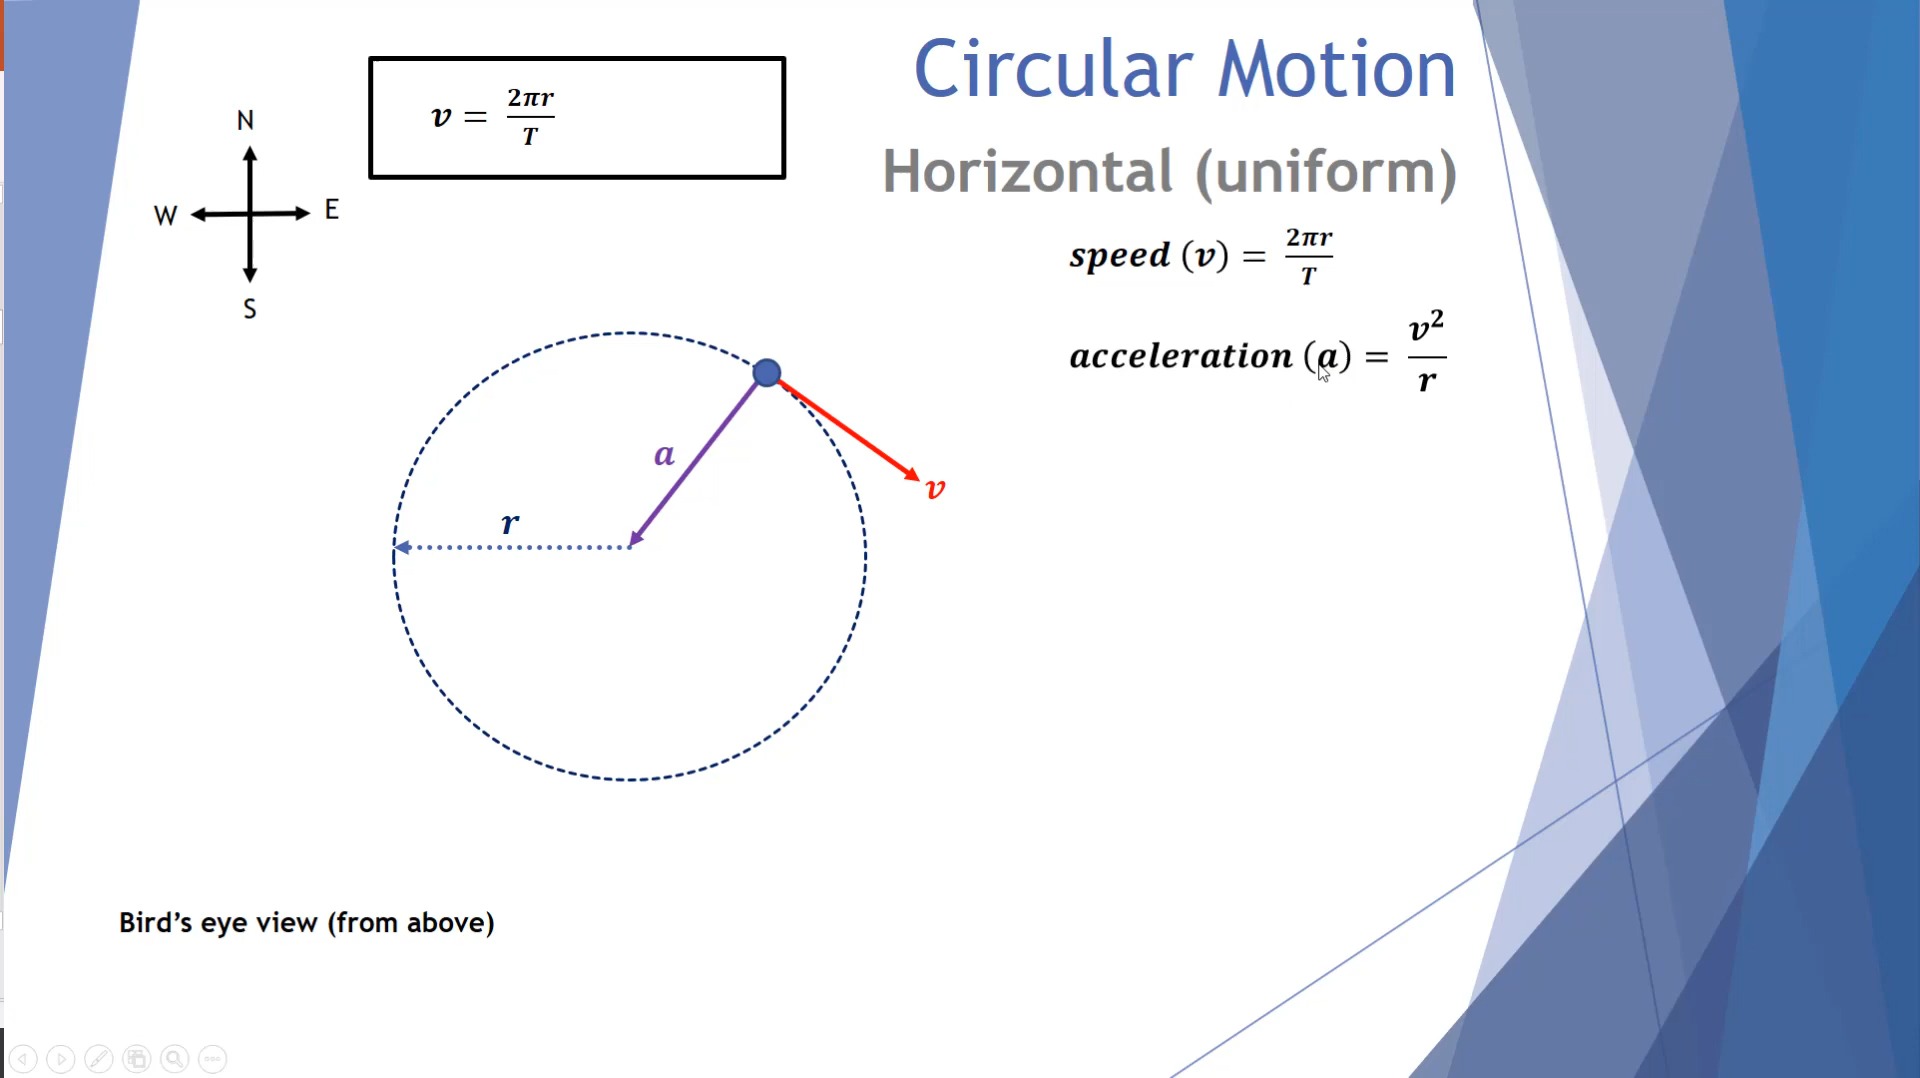 Circular Motion
Horizontal (uniform)
v = 2πr/T
N
W E
S
speed (v) = 2πr/T
acceleration (a) = v²/r
a
v
r
Bird’s eye view (from above)